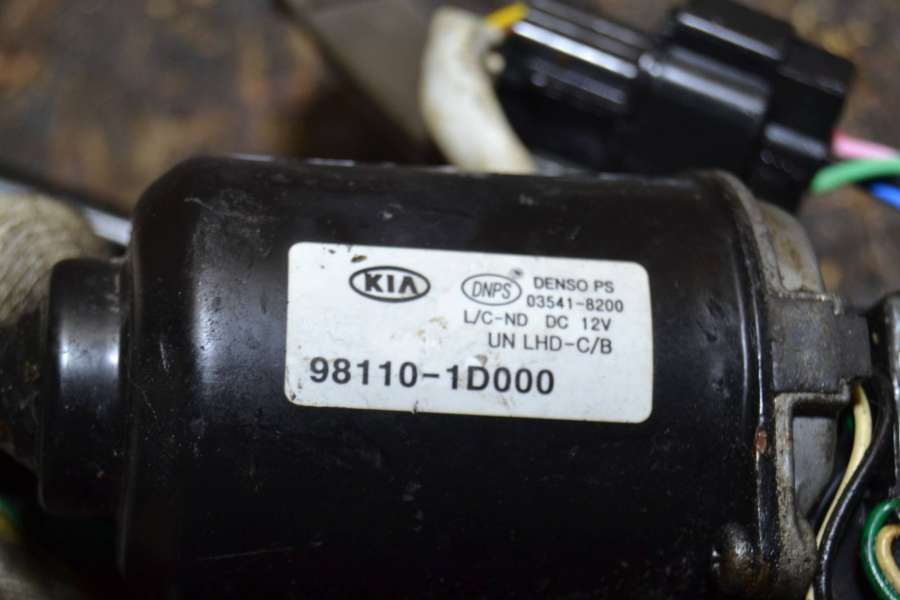 KIA
DNPS
DENSO PS
03541-8200
L/C-ND DC 12V
UN LHD-C/B
98110-1D000